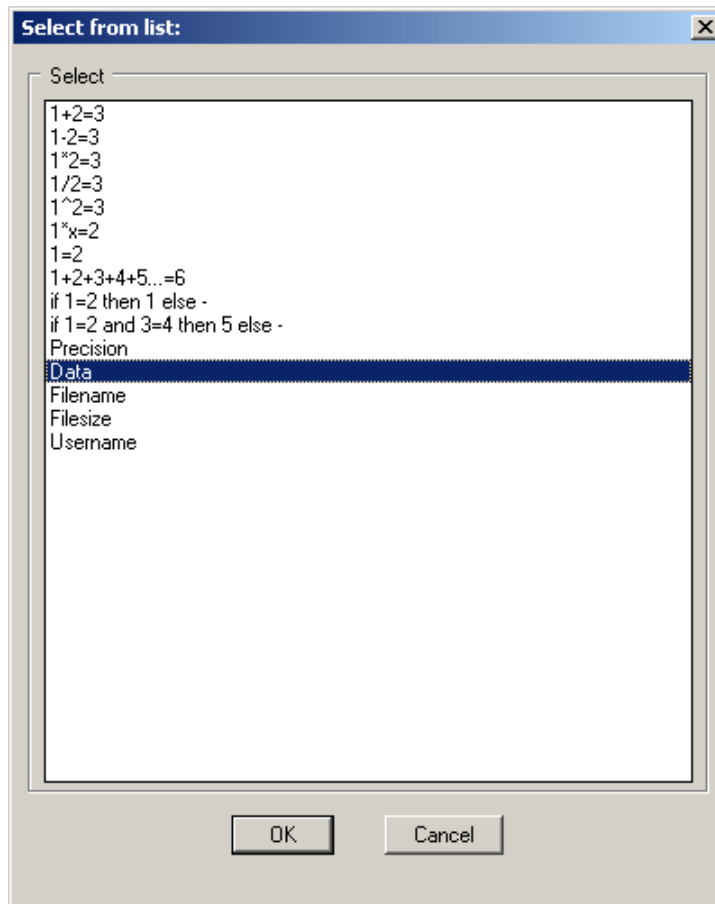 Select from list:
Select
1+2=3
1-2=3
1*2=3
1/2=3
1^2=3
1*x=2
1=2
1+2+3+4+5...=6
if 1=2 then 1 else -
if 1=2 and 3=4 then 5 else -
Precision
Data
Filename
Filesize
Username
OK Cancel